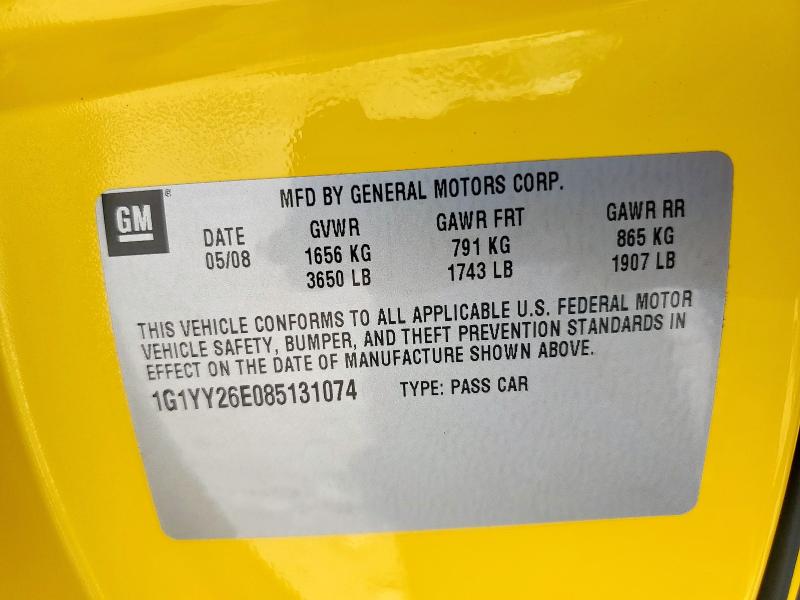 GM®
MFD BY GENERAL MOTORS CORP.
DATE GVWR GAWR FRT GAWR RR
05/08 1656 KG 791 KG 865 KG
3650 LB 1743 LB 1907 LB
THIS VEHICLE CONFORMS TO ALL APPLICABLE U.S. FEDERAL MOTOR
VEHICLE SAFETY, BUMPER, AND THEFT PREVENTION STANDARDS IN
EFFECT ON THE DATE OF MANUFACTURE SHOWN ABOVE.
1G1YY26E085131074 TYPE: PASS CAR